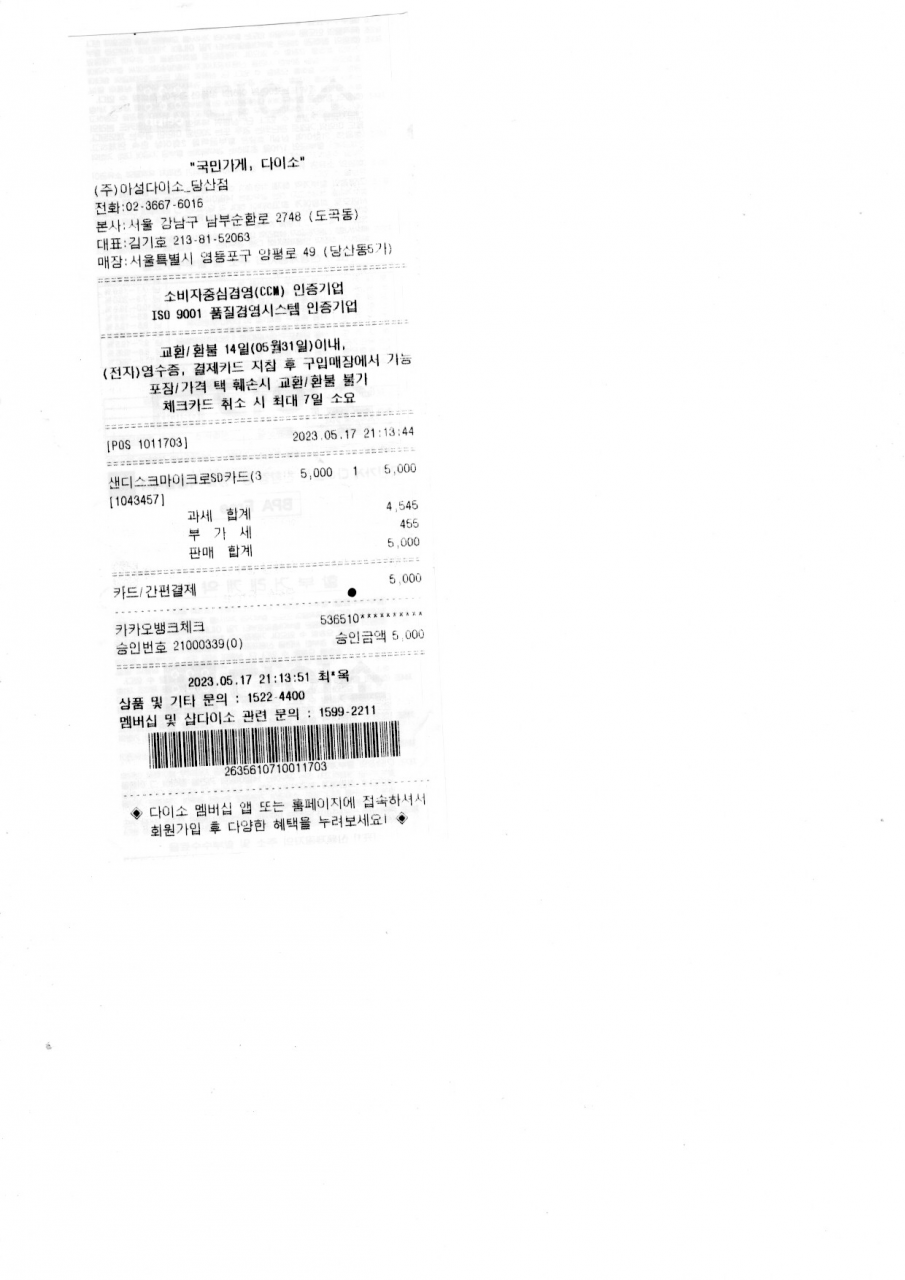 "국민가게, 다이소"
(주)아성다이소_당산점
전화:02-3667-6016
본사:서울 강남구 남부순환로 2748 (도곡동)
대표:김기호 213-81-52063
매장:서울특별시 영등포구 양평로 49 (당산동5가)
소비자중심경영(CCM) 인증기업
ISO 9001 품질경영시스템 인증기업
교환/환불 14일(05월31일)이내,
(전자)영수증, 결제카드 지참 후 구입매장에서 가능
포장/가격 택 훼손시 교환/환불 불가
체크카드 취소 시 최대 7일 소요
[POS 1011703] 2023.05.17 21:13:44
샌디스크마이크로SD카드(3 5,000 1 5,000
[1043457]
과세 합계 4,545
부 가 세 455
판매 합계 5,000
카드/간편결제 5,000
카카오뱅크체크 536510**********
승인번호 21000339(0) 승인금액 5,000
2023.05.17 21:13:51 최*옥
상품 및 기타 문의 : 1522-4400
멤버십 및 샵다이소 관련 문의 : 1599-2211
2635610710011703
◈ 다이소 멤버십 앱 또는 홈페이지에 접속하셔서
회원가입 후 다양한 혜택을 누려보세요! ◈